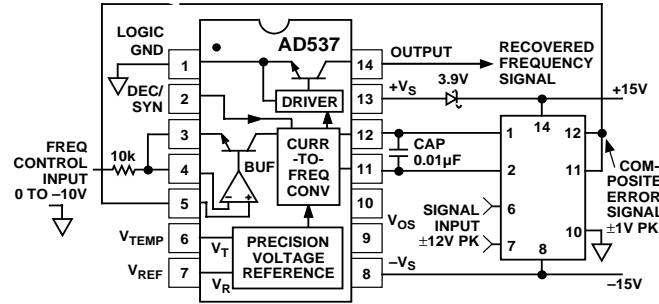 LOGIC
GND
DEC/
SYN
FREQ
CONTROL
INPUT
0 TO –10V
10k
VTEMP
VREF
1
2
3
4
5
6
7
AD537
DRIVER
BUF
– +
CURR
-TO-
FREQ
CONV
VT
VR
PRECISION
VOLTAGE
REFERENCE
14
13
12
11
10
9
8
OUTPUT
+VS
3.9V
RECOVERED
FREQUENCY
SIGNAL
+15V
CAP
0.01µF
VOS
–VS
SIGNAL
INPUT
±12V PK
1
2
6
7
14
12
11
10
8
COM-
POSITE
ERROR
SIGNAL
±1V PK
–15V